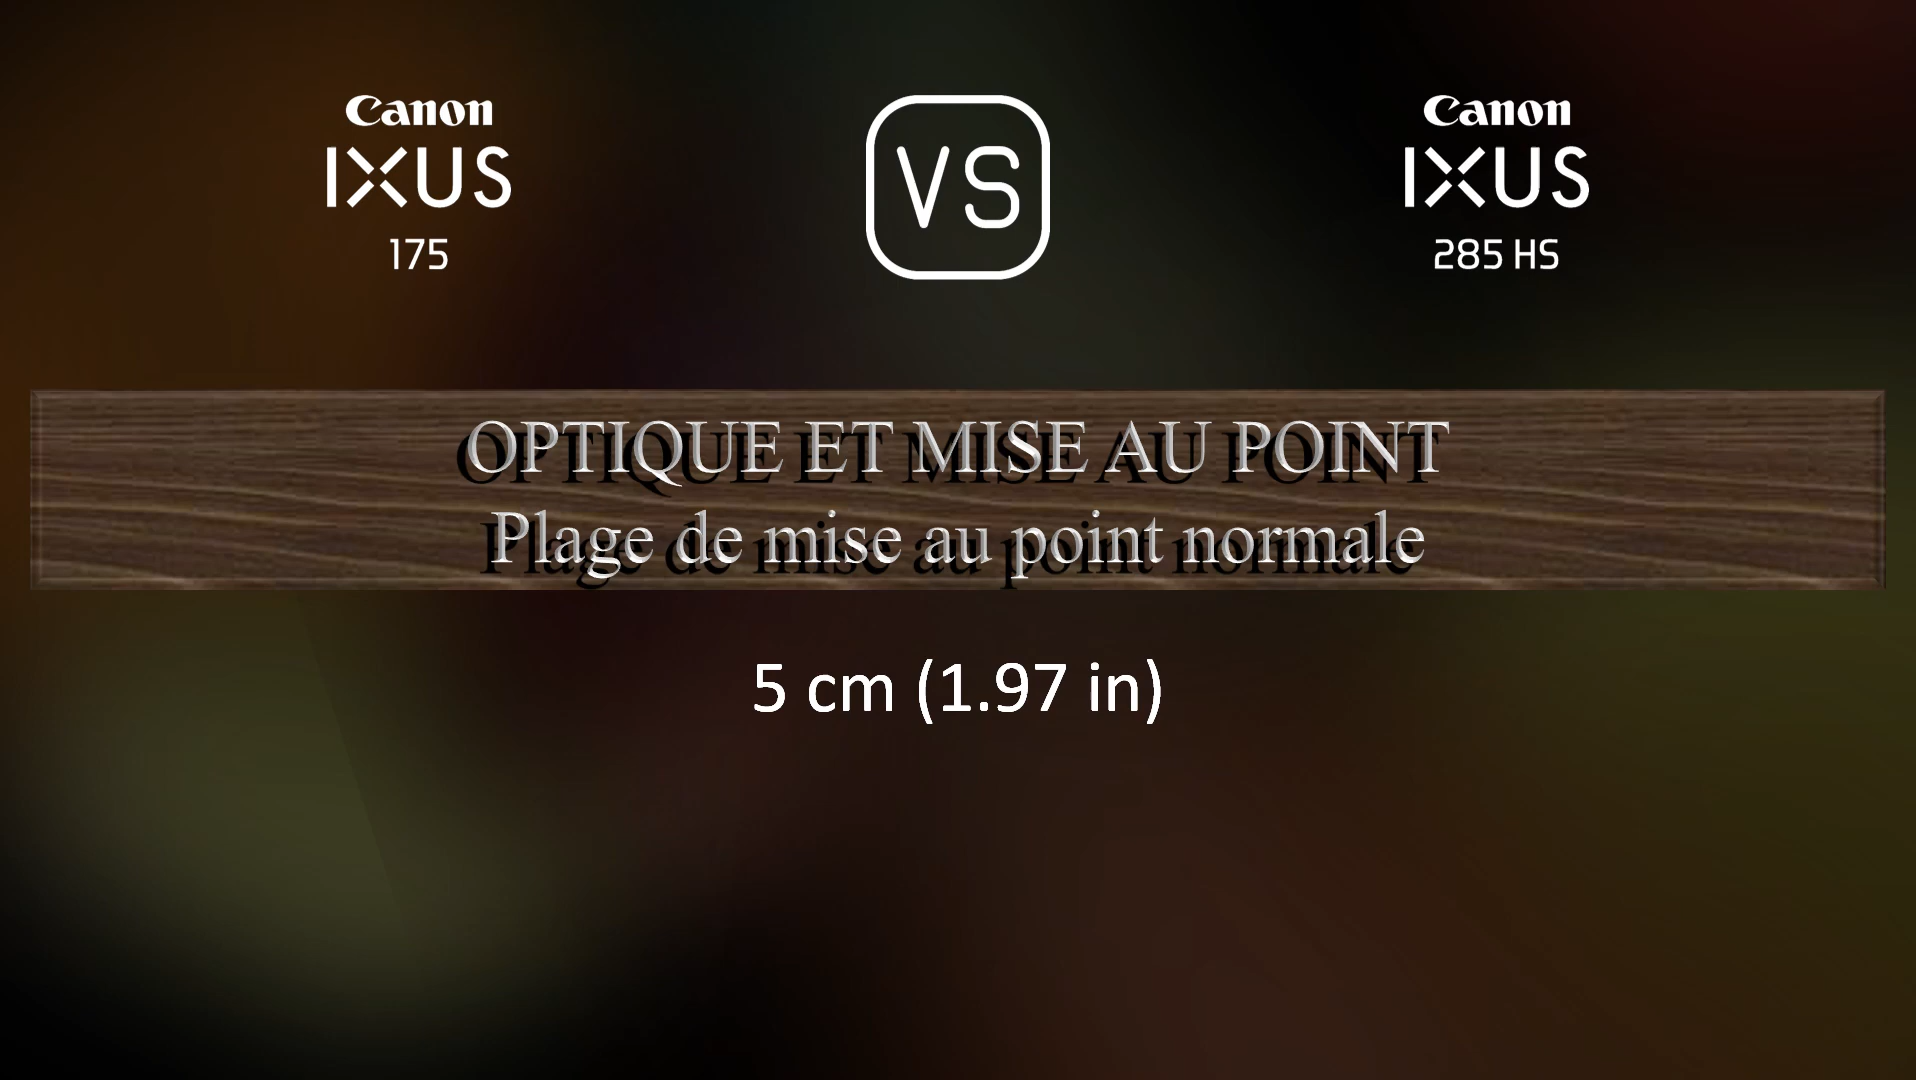 Canon
IXUS
175
VS
Canon
IXUS
285 HS
OPTIQUE ET MISE AU POINT
Plage de mise au point normale
5 cm (1.97 in)